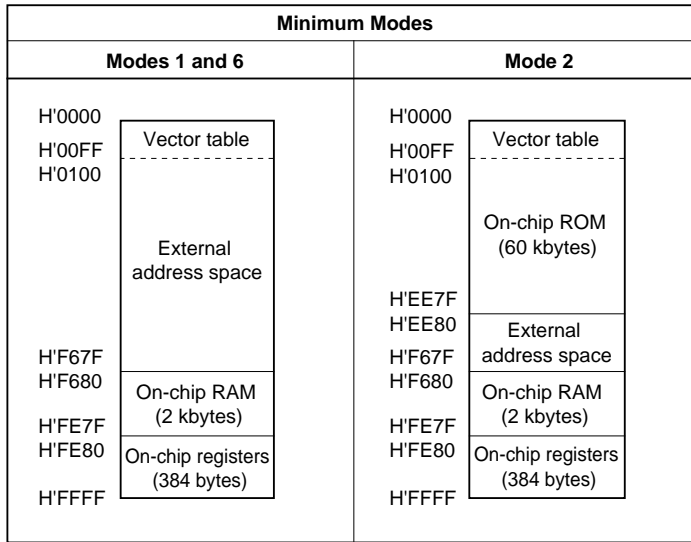 Minimum Modes
Modes 1 and 6
Mode 2
H'0000
Vector table
H'00FF
H'0100
External
address space
H'F67F
H'F680
On-chip RAM
(2 kbytes)
H'FE7F
H'FE80
On-chip registers
(384 bytes)
H'FFFF
H'0000
Vector table
H'00FF
H'0100
On-chip ROM
(60 kbytes)
H'EE7F
H'EE80
External
address space
H'F67F
H'F680
On-chip RAM
(2 kbytes)
H'FE7F
H'FE80
On-chip registers
(384 bytes)
H'FFFF